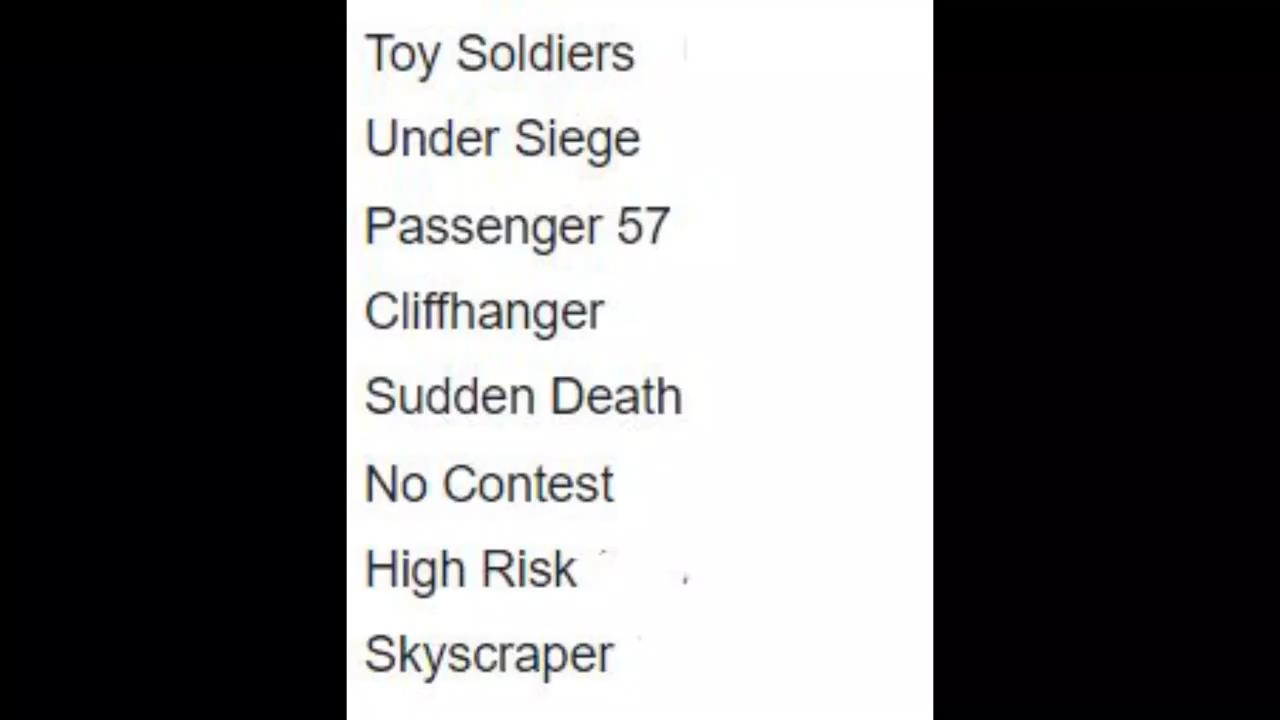 Toy Soldiers
Under Siege
Passenger 57
Cliffhanger
Sudden Death
No Contest
High Risk
Skyscraper